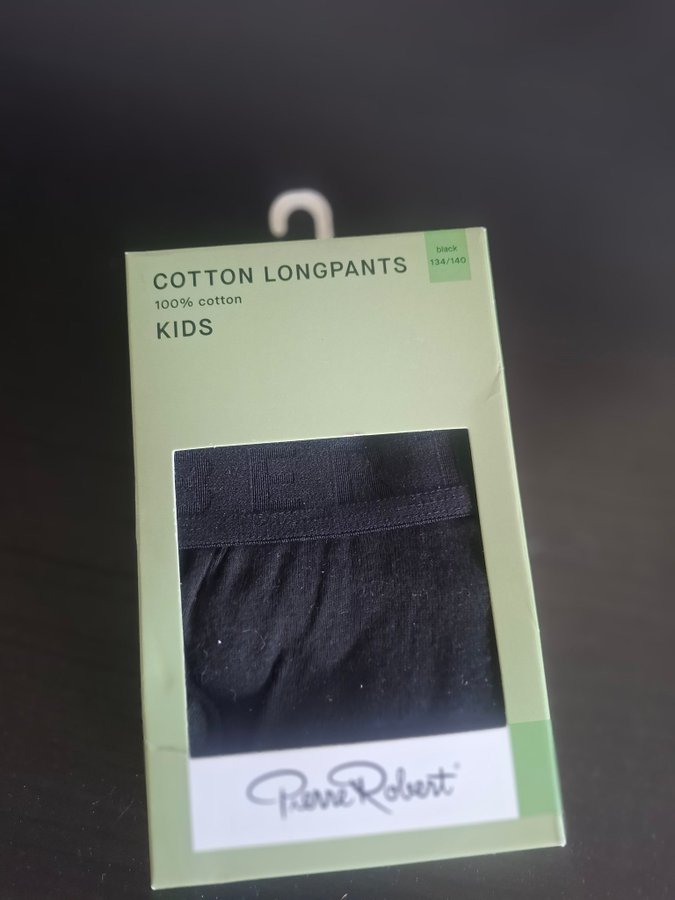 COTTON LONGPANTS
100% cotton
KIDS
black
134/140
Pierre Robert